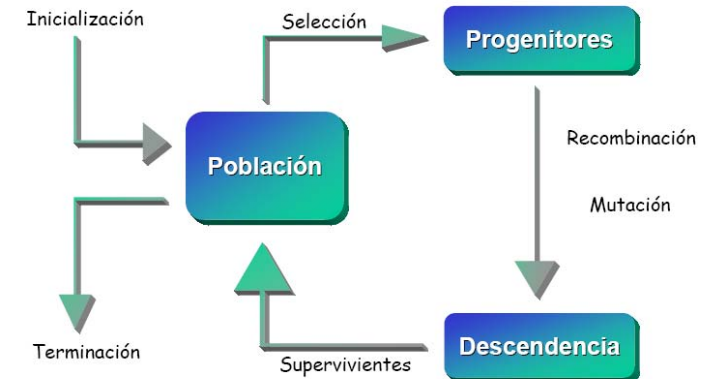 Inicialización
Selección
Progenitores
Recombinación
Población
Mutación
Terminación
Supervivientes
Descendencia